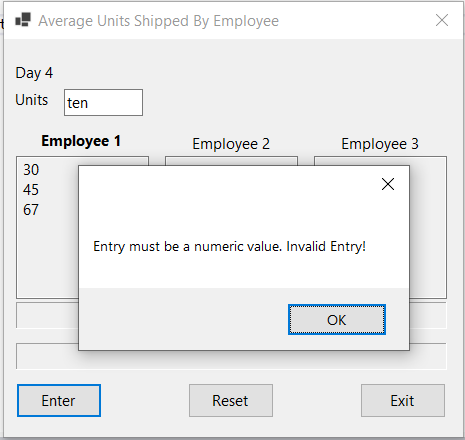 Average Units Shipped By Employee
Day 4
Units ten
Employee 1 Employee 2 Employee 3
30
45
67
Entry must be a numeric value. Invalid Entry!
OK
Enter Reset Exit